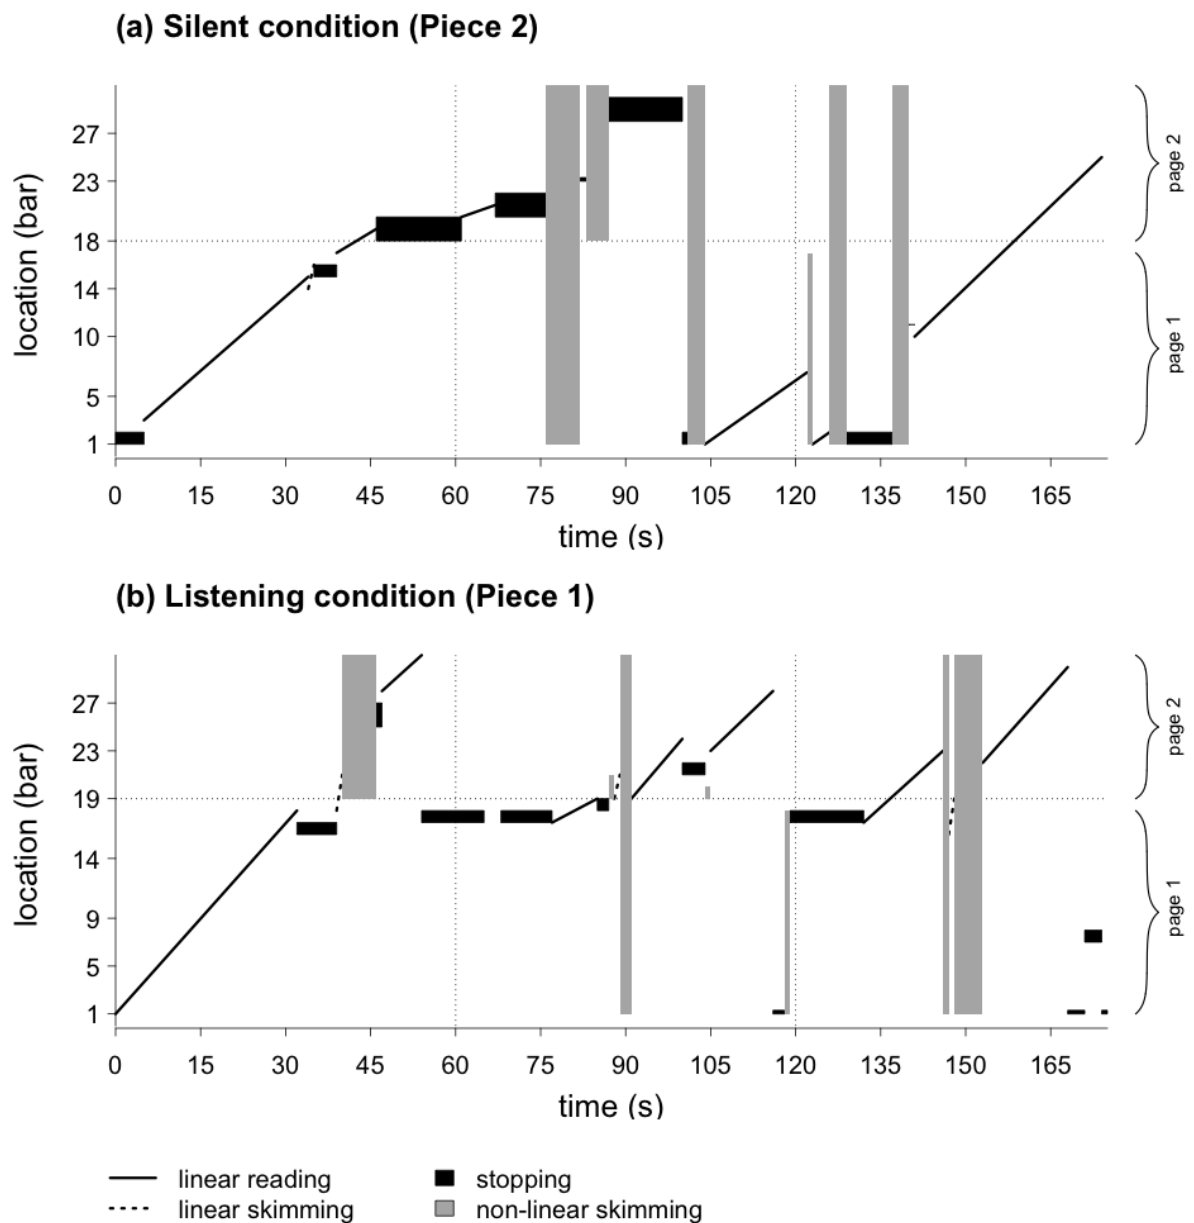 (a) Silent condition (Piece 2)
location (bar)
27
23
18
14
10
5
1
page 2
page 1
0 15 30 45 60 75 90 105 120 135 150 165
time (s)
(b) Listening condition (Piece 1)
location (bar)
27
23
19
14
9
5
1
page 2
page 1
0 15 30 45 60 75 90 105 120 135 150 165
time (s)
linear reading stopping
linear skimming non-linear skimming